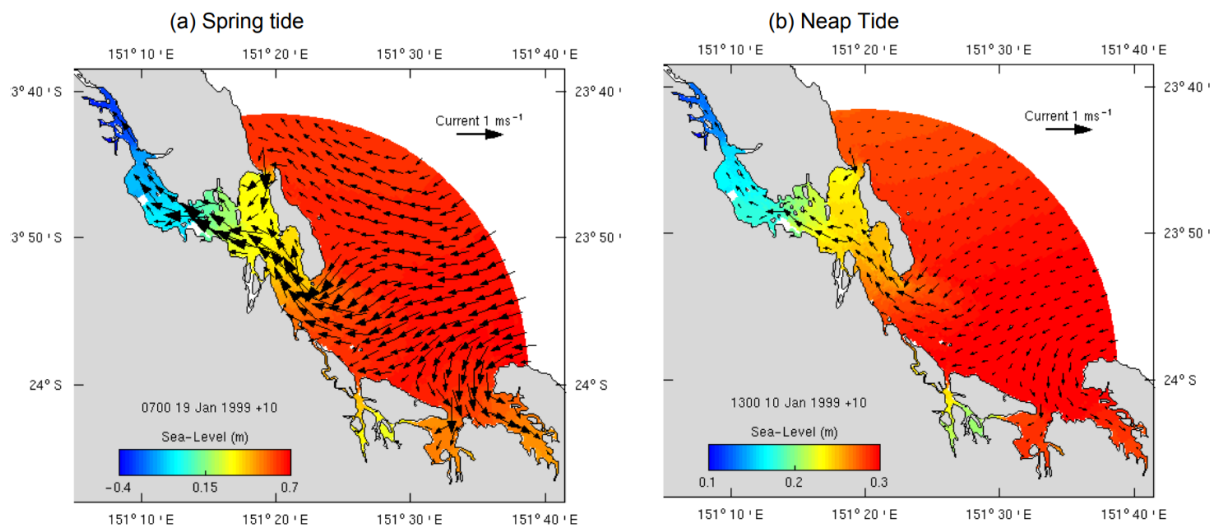 (a) Spring tide
(b) Neap Tide
151° 10 ' E 151° 20 ' E 151° 30 ' E 151° 40 ' E
151° 10 ' E 151° 20 ' E 151° 30 ' E 151° 40 ' E
3° 40'
23° 40'
23° 40'
Current 1 ms⁻¹
Current 1 ms⁻¹
3° 50'
23° 50'
23° 50'
24° S
24° S
24° S
0700 19 Jan 1999 +10
1300 10 Jan 1999 +10
Sea-Level (m)
Sea-Level (m)
-0.4 0.15 0.7
0.1 0.2 0.3
151° 10 ' E 151° 20 ' E 151° 30 ' E 151° 40 ' E
151° 10 ' E 151° 20 ' E 151° 30 ' E 151° 40 ' E